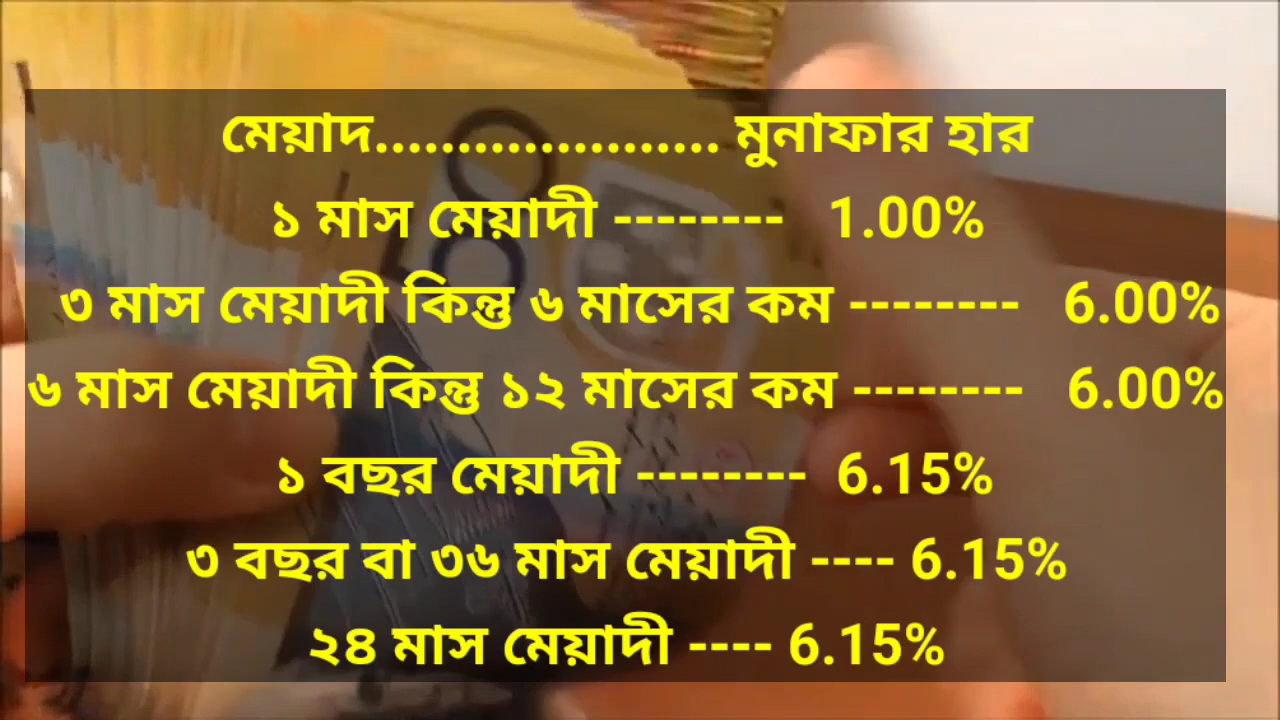 মেয়াদ..................... মুনাফার হার
১ মাস মেয়াদী -------- 1.00%
৩ মাস মেয়াদী কিন্তু ৬ মাসের কম -------- 6.00%
৬ মাস মেয়াদী কিন্তু ১২ মাসের কম -------- 6.00%
১ বছর মেয়াদী -------- 6.15%
৩ বছর বা ৩৬ মাস মেয়াদী ---- 6.15%
২৪ মাস মেয়াদী ---- 6.15%